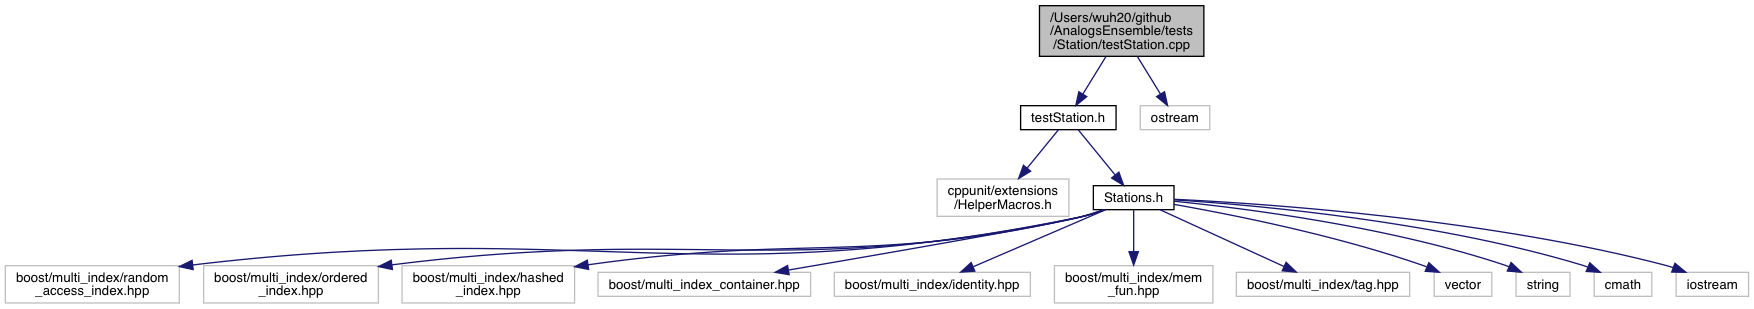 /Users/wuh20/github
/AnalogsEnsemble/tests
/Station/testStation.cpp
testStation.h
ostream
cppunit/extensions
/HelperMacros.h
Stations.h
boost/multi_index/random
_access_index.hpp
boost/multi_index/ordered
_index.hpp
boost/multi_index/hashed
_index.hpp
boost/multi_index_container.hpp
boost/multi_index/identity.hpp
boost/multi_index/mem
_fun.hpp
boost/multi_index/tag.hpp
vector
string
cmath
iostream